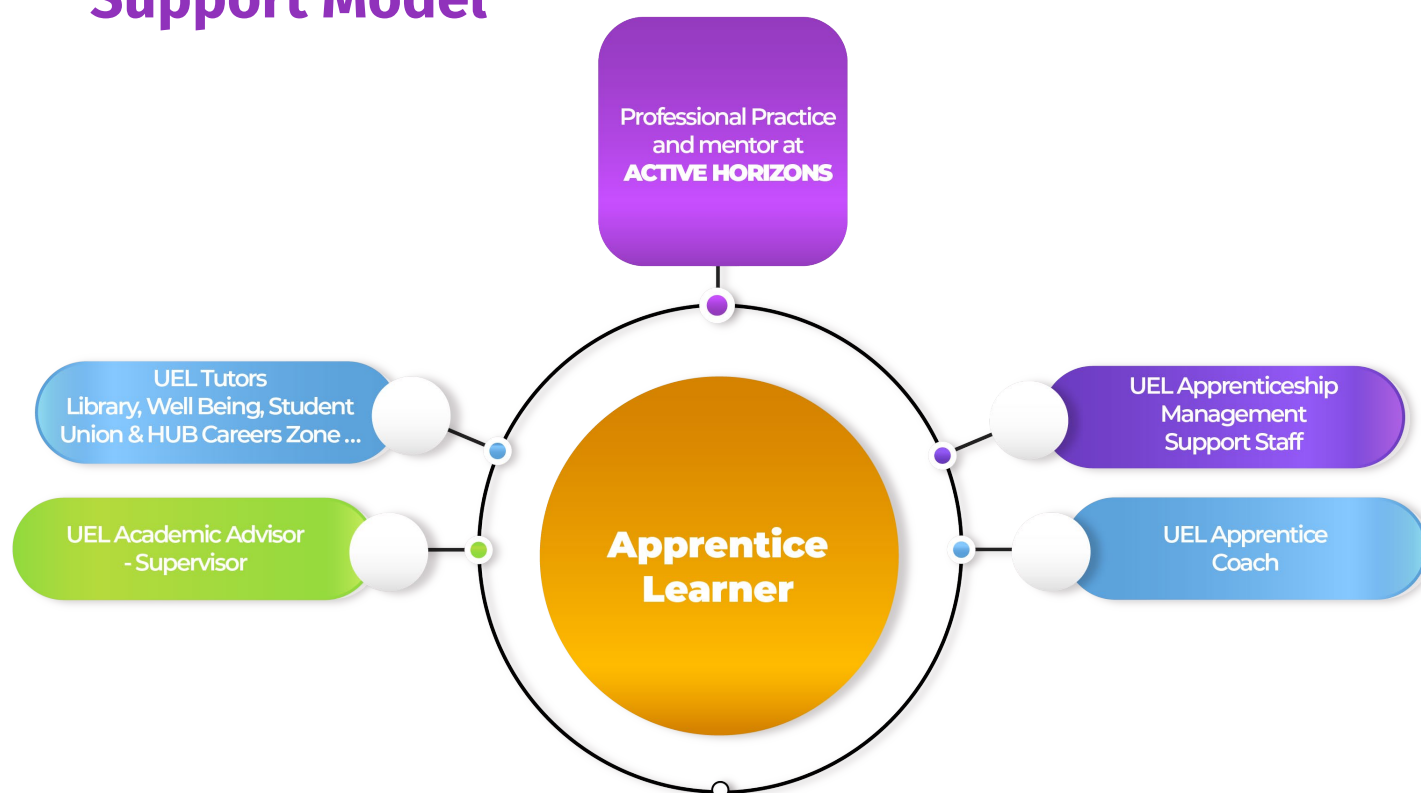 Support Model
Professional Practice
and mentor at
ACTIVE HORIZONS
UEL Tutors
Library, Well Being, Student
Union & HUB Careers Zone ...
UEL Apprenticeship
Management
Support Staff
UEL Academic Advisor
- Supervisor
Apprentice
Learner
UEL Apprentice
Coach